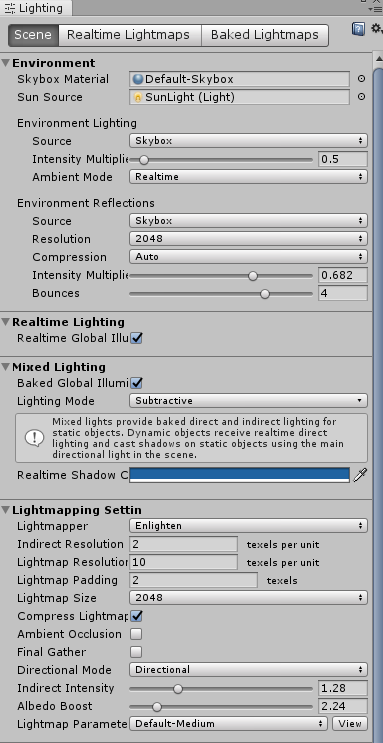 Lighting
Scene Realtime Lightmaps Baked Lightmaps
Environment
Skybox Material Default-Skybox
Sun Source SunLight (Light)
Environment Lighting
Source Skybox
Intensity Multiplie 0.5
Ambient Mode Realtime
Environment Reflections
Source Skybox
Resolution 2048
Compression Auto
Intensity Multiplie 0.682
Bounces 4
Realtime Lighting
Realtime Global Illu
Mixed Lighting
Baked Global Illumi
Lighting Mode Subtractive
Mixed lights provide baked direct and indirect lighting for
static objects. Dynamic objects receive realtime direct
lighting and cast shadows on static objects using the main
directional light in the scene.
Realtime Shadow C
Lightmapping Settin
Lightmapper Enlighten
Indirect Resolution 2 texels per unit
Lightmap Resolution 10 texels per unit
Lightmap Padding 2 texels
Lightmap Size 2048
Compress Lightmap
Ambient Occlusion
Final Gather
Directional Mode Directional
Indirect Intensity 1.28
Albedo Boost 2.24
Lightmap Paramete Default-Medium View